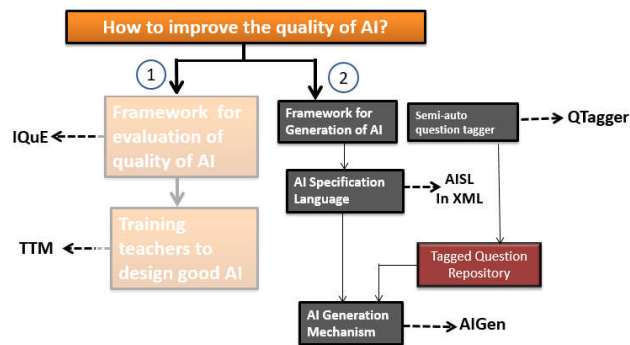 How to improve the quality of AI?
1
2
Framework for
evaluation of
quality of AI
IQuE
Training
teachers to
design good AI
TTM
Framework for
Generation of AI
Semi-auto
question tagger
QTagger
AI Specification
Language
AISL
In XML
Tagged Question
Repository
AI Generation
Mechanism
AIGen